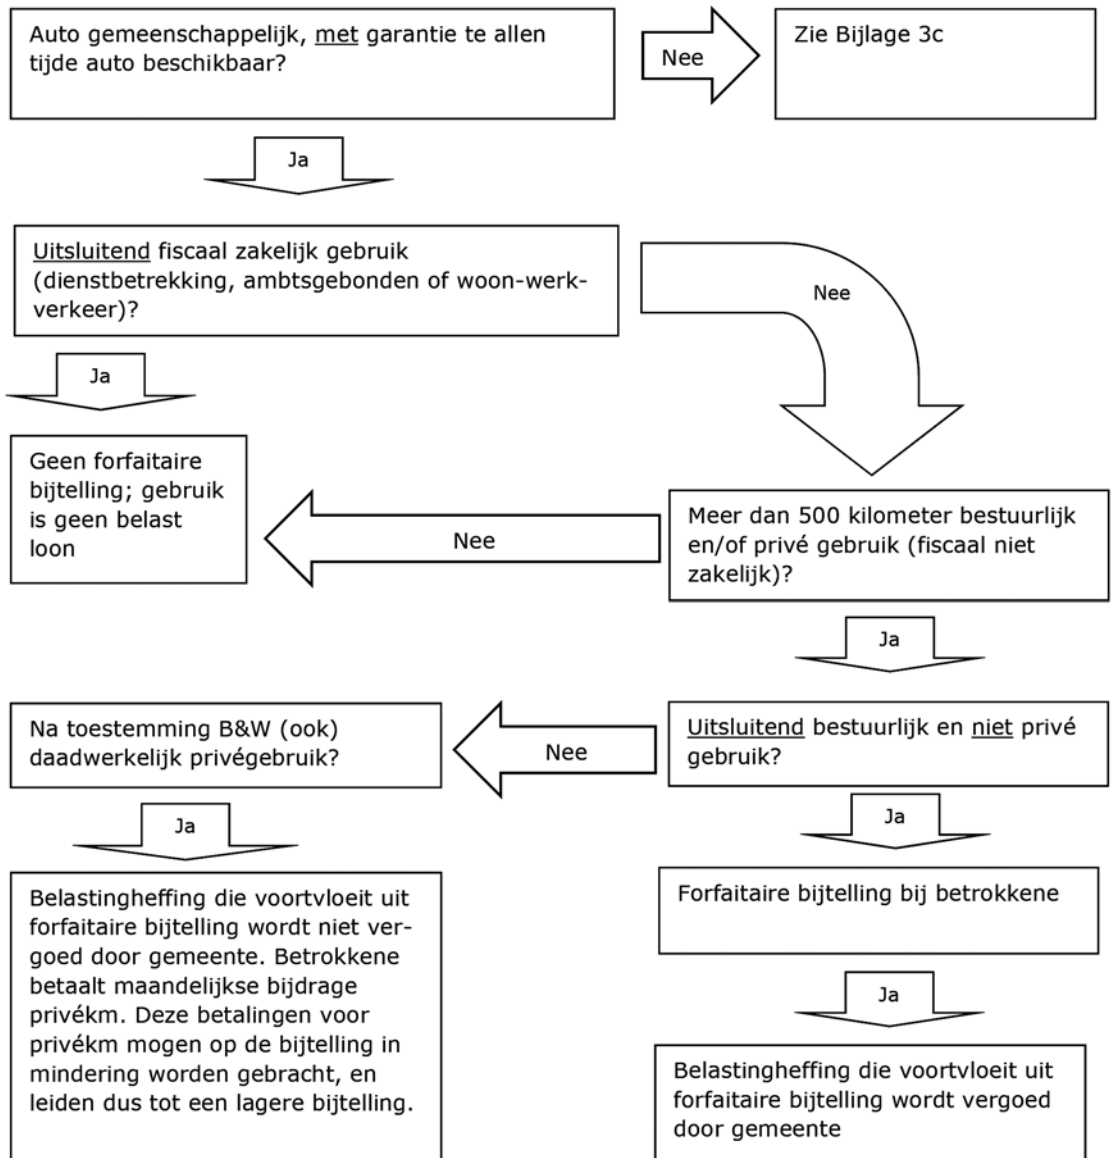 Auto gemeenschappelijk, met garantie te allen
tijde auto beschikbaar?
Nee
Zie Bijlage 3c
Ja
Uitsluitend fiscaal zakelijk gebruik
(dienstbetrekking, ambtsgebonden of woon-werk-
verkeer)?
Nee
Ja
Geen forfaitaire
bijtelling; gebruik
is geen belast
loon
Nee
Meer dan 500 kilometer bestuurlijk
en/of privé gebruik (fiscaal niet
zakelijk)?
Ja
Na toestemming B&W (ook)
daadwerkelijk privégebruik?
Nee
Uitsluitend bestuurlijk en niet privé
gebruik?
Ja
Ja
Belastingheffing die voortvloeit uit
forfaitaire bijtelling wordt niet ver-
goed door gemeente. Betrokkene
betaalt maandelijkse bijdrage
privékm. Deze betalingen voor
privékm mogen op de bijtelling in
mindering worden gebracht, en
leiden dus tot een lagere bijtelling.
Forfaitaire bijtelling bij betrokkene
Ja
Belastingheffing die voortvloeit uit
forfaitaire bijtelling wordt vergoed
door gemeente